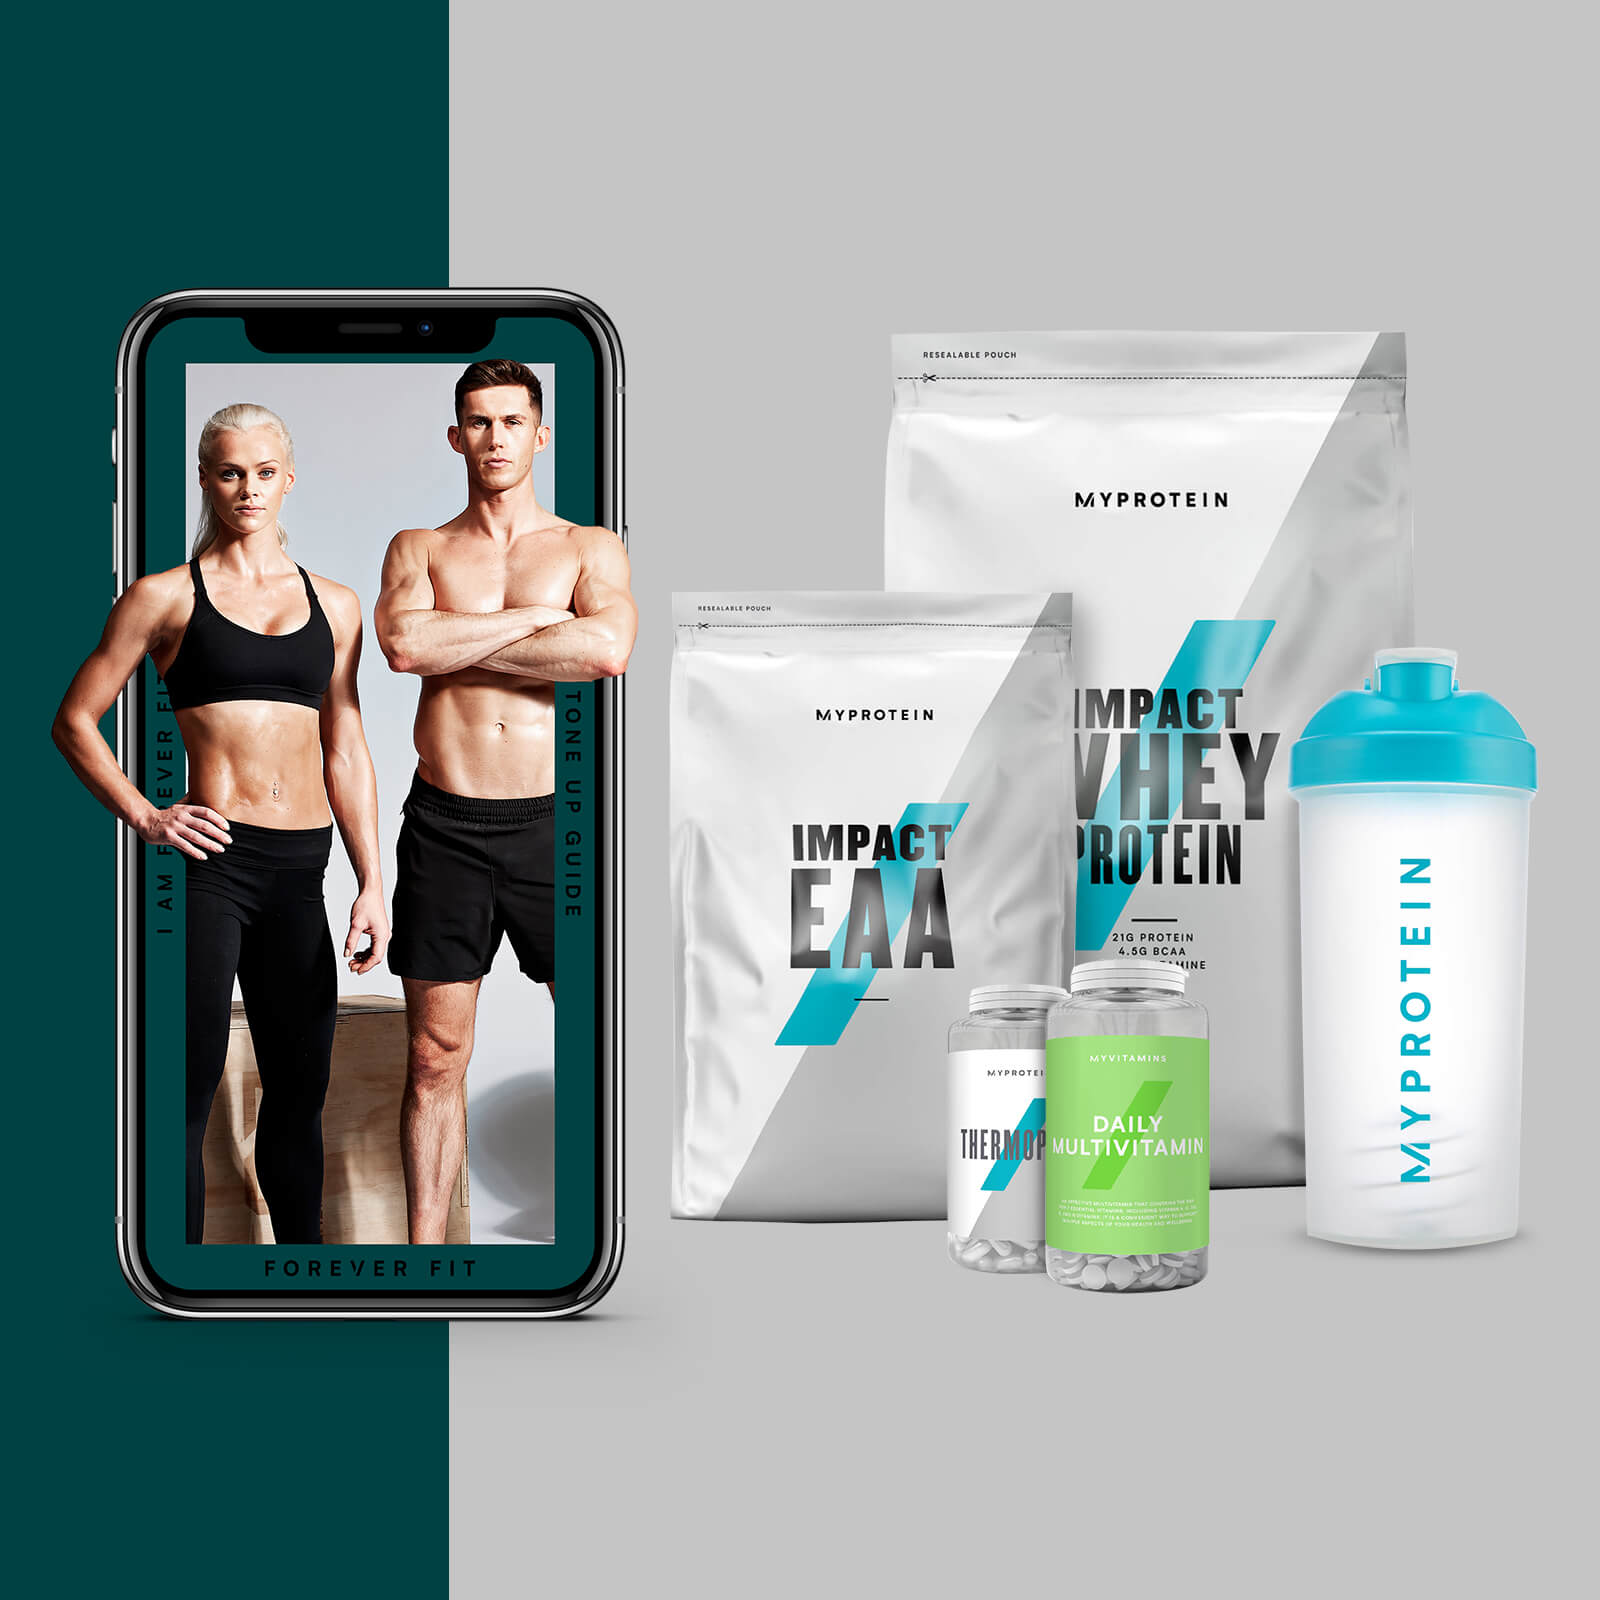 I AM FOREVER FIT
TONE UP GUIDE
FOREVER FIT
RESEALABLE POUCH
MYPROTEIN
IMPACT
EAA
RESEALABLE POUCH
MYPROTEIN
IMPACT
WHEY
PROTEIN
21G PROTEIN
4.5G BCAA
MYPROTEI
THERMOP
MYVITAMINS
DAILY
MULTIVITAMIN
MYPROTEIN